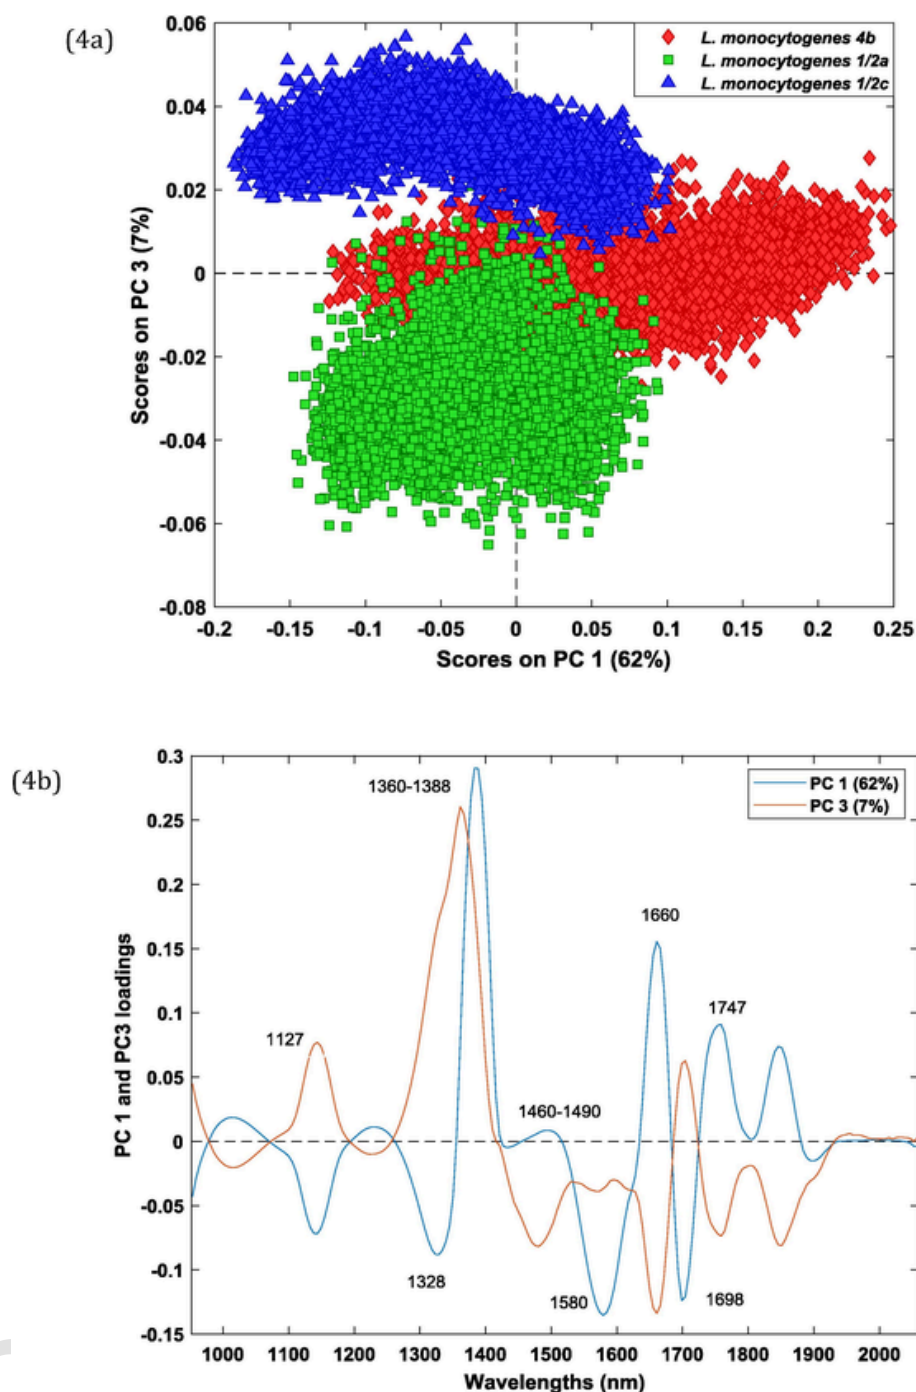 (4a)
0.06
0.04
0.02
0
-0.02
-0.04
-0.06
-0.08
Scores on PC 3 (7%)
L. monocytogenes 4b
L. monocytogenes 1/2a
L. monocytogenes 1/2c
-0.2 -0.15 -0.1 -0.05 0 0.05 0.1 0.15 0.2 0.25
Scores on PC 1 (62%)
(4b)
0.3
0.25
0.2
0.15
0.1
0.05
0
-0.05
-0.1
-0.15
PC 1 and PC3 loadings
PC 1 (62%)
PC 3 (7%)
1360-1388
1660
1747
1127
1460-1490
1328
1580
1698
1000 1100 1200 1300 1400 1500 1600 1700 1800 1900 2000
Wavelengths (nm)